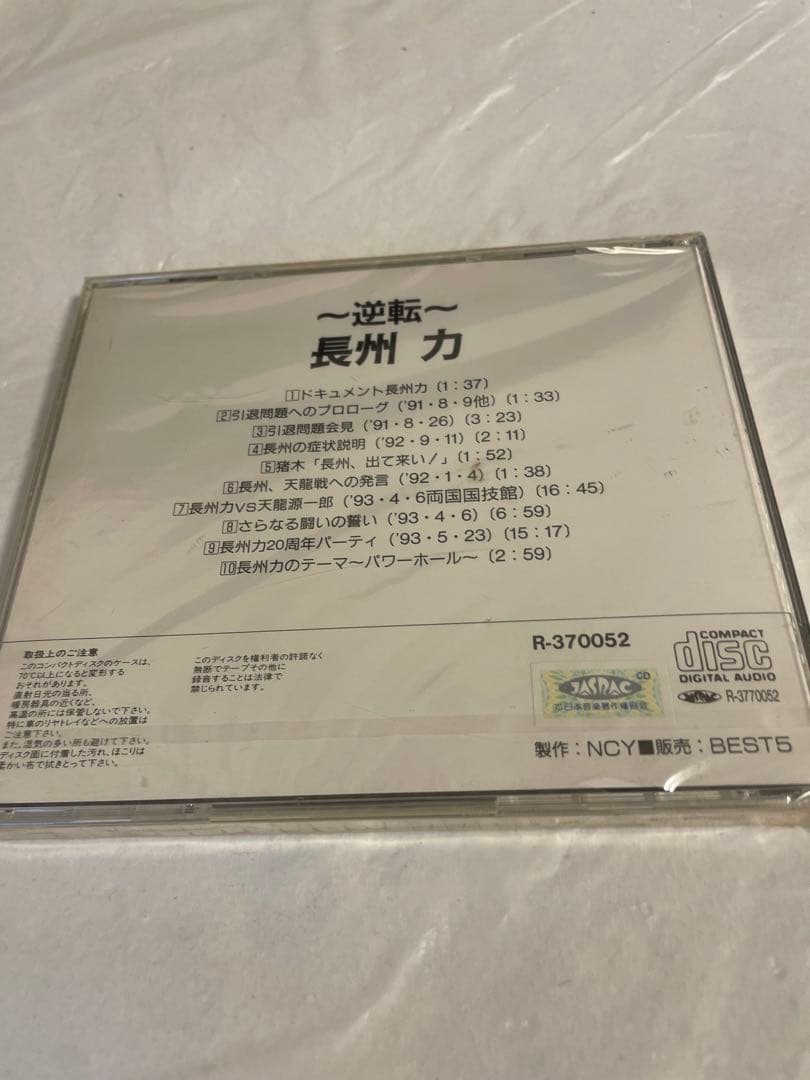 ～逆転～
長州 力
1ドキュメント長州力（1：37）
2引退問題へのプロローグ（'91・8・9他）（1：33）
3引退問題会見（'91・8・26）（3：23）
4長州の症状説明（'92・9・11）（2：11）
5猪木「長州、出て来い！」（1：52）
6長州、天龍戦への発言（'92・1・4）（1：38）
7長州力VS天龍源一郎（'93・4・6両国国技館）（16：45）
8さらなる闘いの誓い（'93・4・6）（6：59）
9長州力20周年パーティ（'93・5・23）（15：17）
10長州力のテーマ～パワーホール～（2：59）
取扱上のご注意
このコンパクトディスクのケースは、
70℃以上になると変形する
おそれがあります。
直射日光の当る所、
暖房器具の近くなど、
高温の所には保管しないで下さい。
特に車のリヤトレイなどへの放置は
ご注意下さい。
また、湿気の多い所も避けて下さい。
ディスク面に付着した汚れ、ほこりは
柔かい布で拭きとって下さい。
このディスクを権利者の許諾なく
無断でテープその他に
録音することは法律で
禁じられています。
R-370052
CD
JASRAC
日本音楽著作権協会
COMPACT
disc
DIGITAL AUDIO
R-3770052
製作：NCY■販売：BEST5